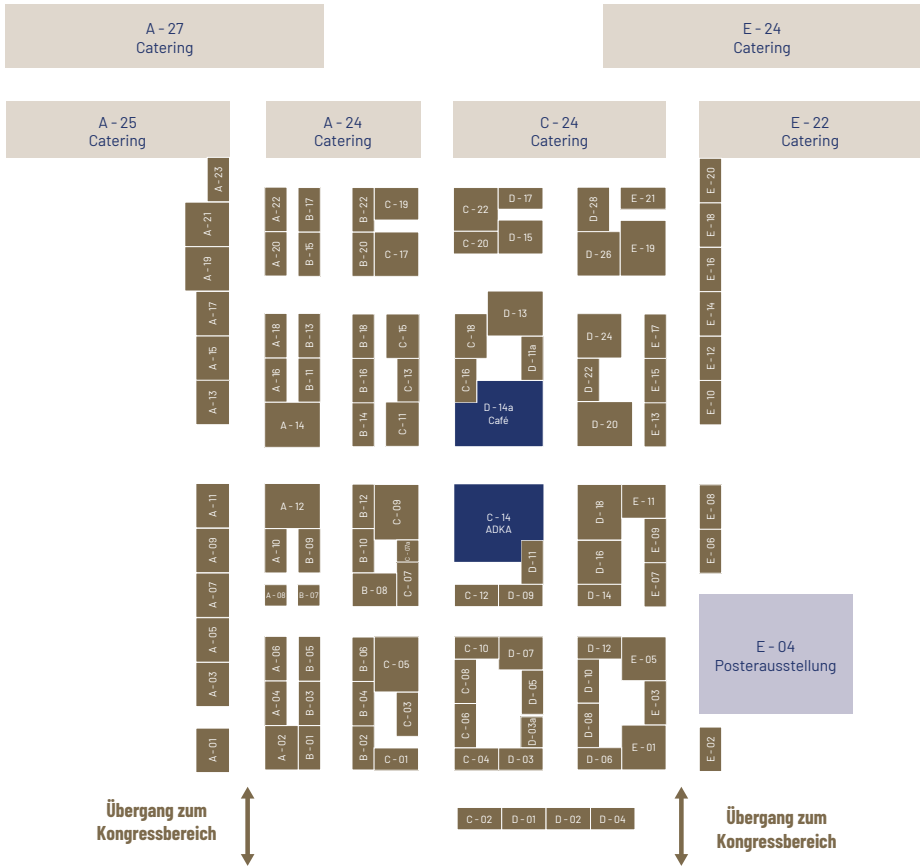 A - 27
Catering
E - 24
Catering
A - 25
Catering
A - 24
Catering
C - 24
Catering
E - 22
Catering
A - 23
A - 21
A - 19
A - 17
A - 15
A - 13
A - 22
B - 17
A - 20
B - 15
B - 22
C - 19
B - 20
C - 17
C - 22
D - 17
C - 20
D - 15
D - 28
E - 21
D - 26
E - 19
E - 20
E - 18
E - 16
E - 14
E - 12
E - 10
A - 18
B - 13
A - 16
B - 11
A - 14
B - 18
C - 15
B - 16
C - 13
B - 14
C - 11
D - 13
C - 18
D - 11a
C - 16
D - 14a
Café
D - 24
E - 17
D - 22
E - 15
D - 20
E - 13
A - 11
A - 09
A - 07
A - 05
A - 03
A - 01
A - 12
A - 10
B - 09
A - 08
B - 07
B - 12
C - 09
B - 10
C - 07a
B - 08
C - 07
C - 14
ADKA
D - 11
C - 12
D - 09
D - 18
E - 11
D - 16
E - 09
D - 14
E - 07
E - 08
E - 06
E - 04
Posterausstellung
E - 02
A - 06
B - 05
A - 04
B - 03
A - 02
B - 01
B - 06
C - 05
B - 04
C - 03
B - 02
C - 01
C - 10
D - 07
C - 08
D - 05
C - 06
D - 03a
C - 04
D - 03
D - 12
E - 05
D - 10
E - 03
D - 08
E - 01
D - 06
Übergang zum
Kongressbereich
C - 02
D - 01
D - 02
D - 04
Übergang zum
Kongressbereich